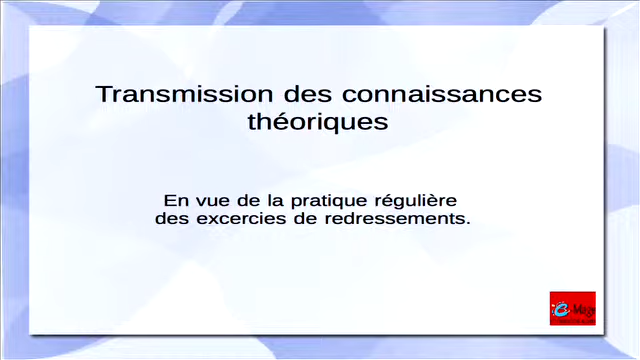 Transmission des connaissances
théoriques
En vue de la pratique régulière
des excercies de redressements.